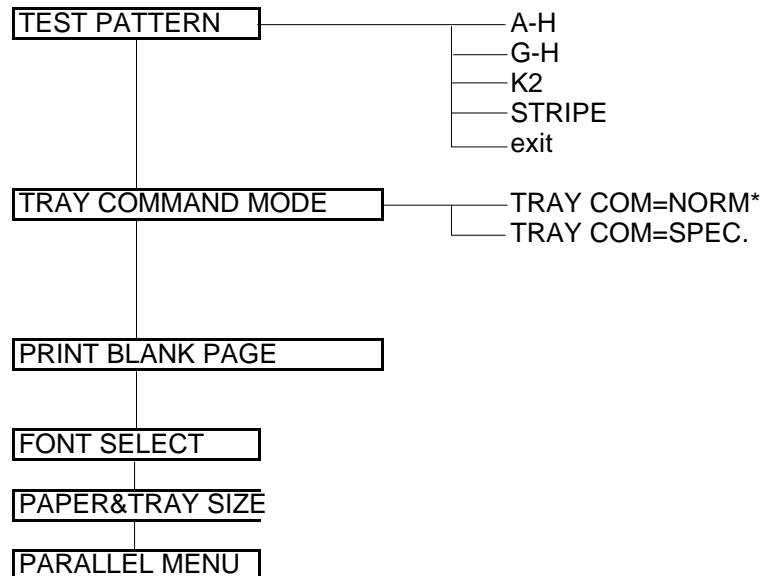 TEST PATTERN A-H
G-H
K2
STRIPE
exit
TRAY COMMAND MODE TRAY COM=NORM*
TRAY COM=SPEC.
PRINT BLANK PAGE
FONT SELECT
PAPER&TRAY SIZE
PARALLEL MENU